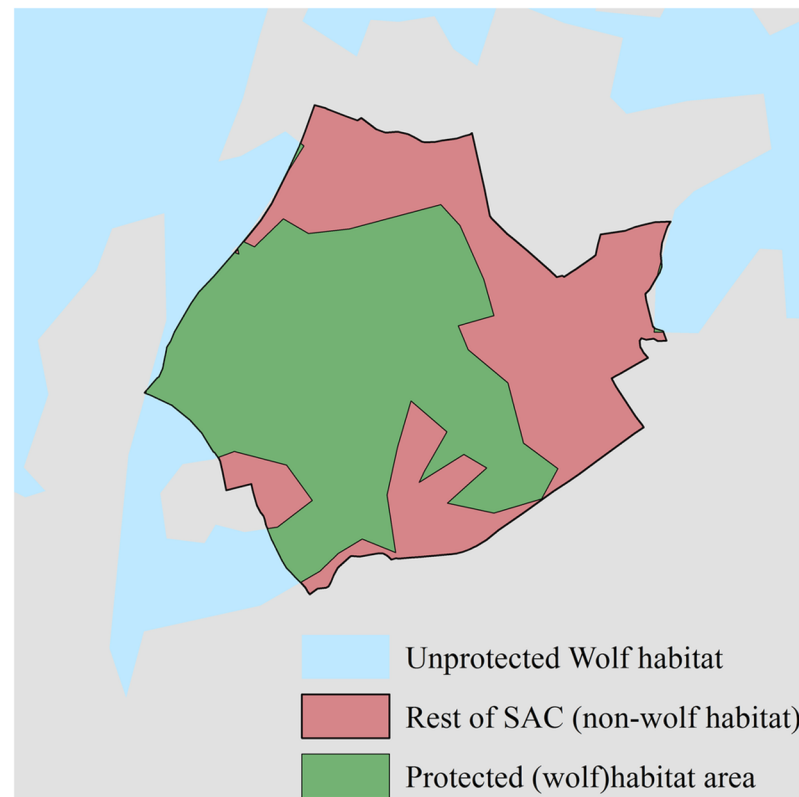 Unprotected Wolf habitat
Rest of SAC (non-wolf habitat)
Protected (wolf)habitat area